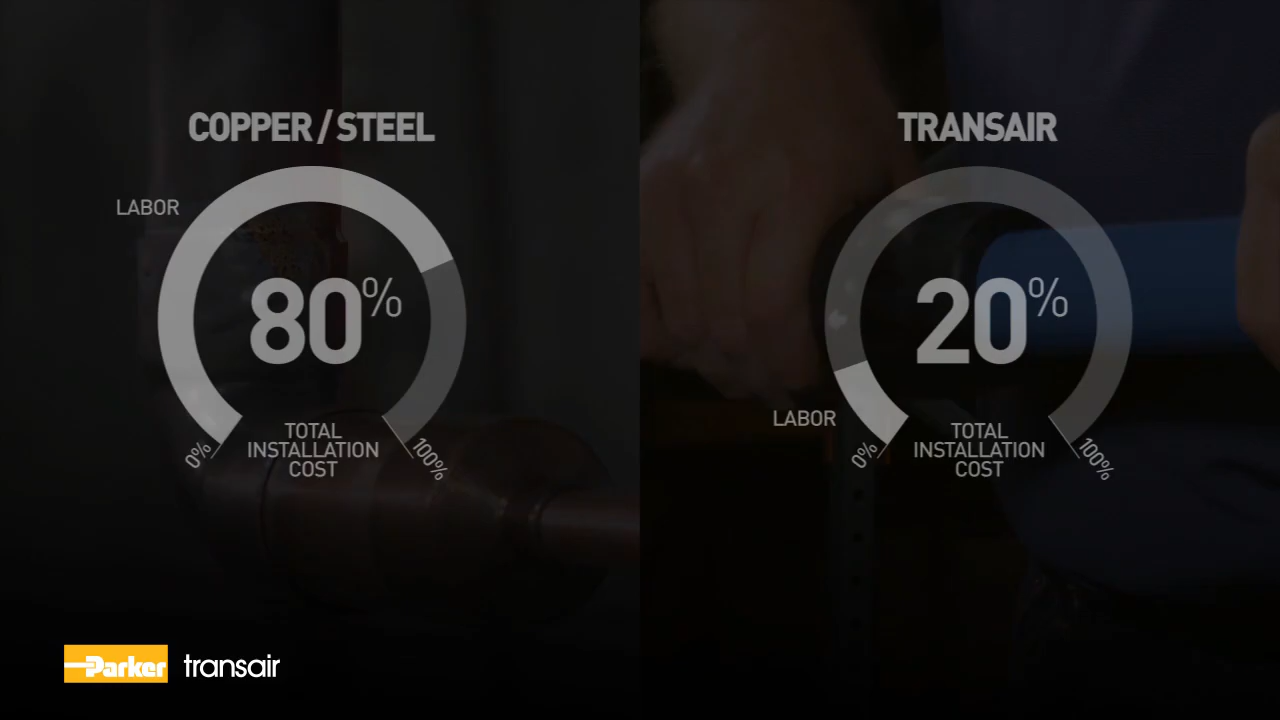 COPPER / STEEL
LABOR
80%
0%
TOTAL
INSTALLATION
COST
100%
TRANSAIR
20%
LABOR
0%
TOTAL
INSTALLATION
COST
100%
Parker transair